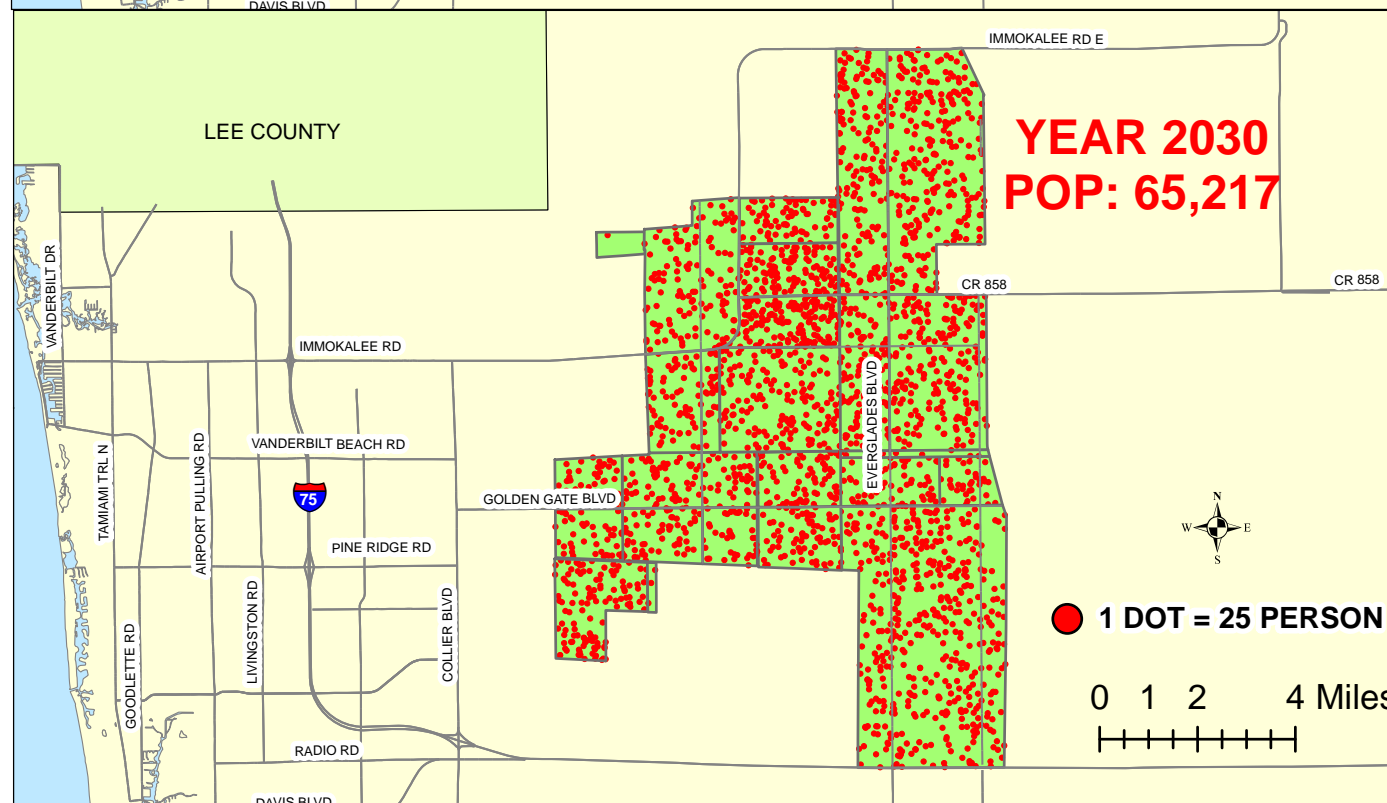 DAVIS BLVD
IMMOKALEE RD E
LEE COUNTY
YEAR 2030
POP: 65,217
VANDERBILT DR
CR 858
CR 858
IMMOKALEE RD
EVERGLADES BLVD
VANDERBILT BEACH RD
TAMIAMI TRL N
AIRPORT PULLING RD
75
GOLDEN GATE BLVD
N
W
E
S
PINE RIDGE RD
LIVINGSTON RD
COLLIER BLVD
GOODLETTE RD
1 DOT = 25 PERSON
0 1 2 4 Miles
RADIO RD
DAVIS BLVD